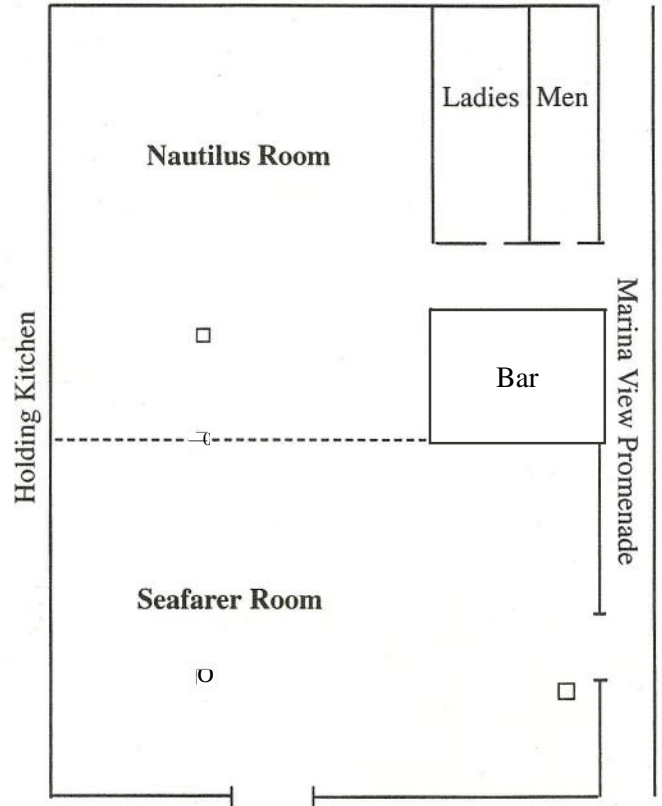 Ladies
Men
Nautilus Room
Holding Kitchen
Marina View Promenade
Bar
Seafarer Room